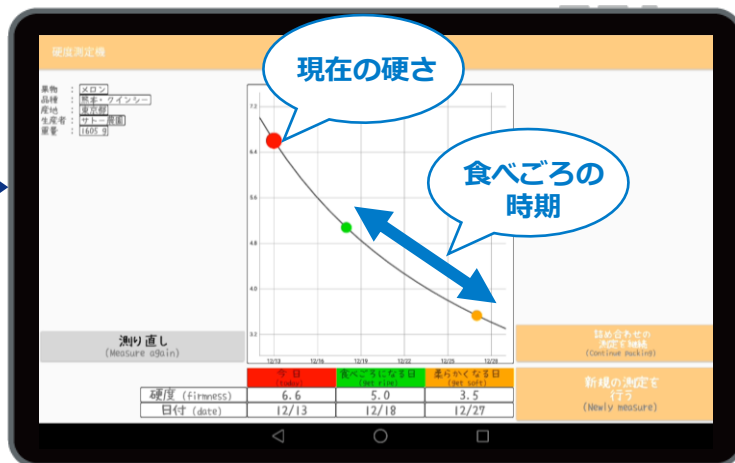 硬度測定機
現在の硬さ
果物 : メロン
品種 : 熊本・クインシー
産地 : 東京都
生産者 : サトー農園
重量 : 1605 g
7.2
6.4
5.6
4.8
4.0
3.2
食べごろの
時期
12/13 12/16 12/19 12/22 12/25 12/28
測り直し
(Measure again)
詰め合わせの
測定を継続
(Continue packing)
今日 食べごろになる日 柔らかくなる日
(today) (get ripe) (get soft)
硬度 (firmness) 6.6 5.0 3.5
日付 (date) 12/13 12/18 12/27
新規の測定を
行う
(Newly measure)